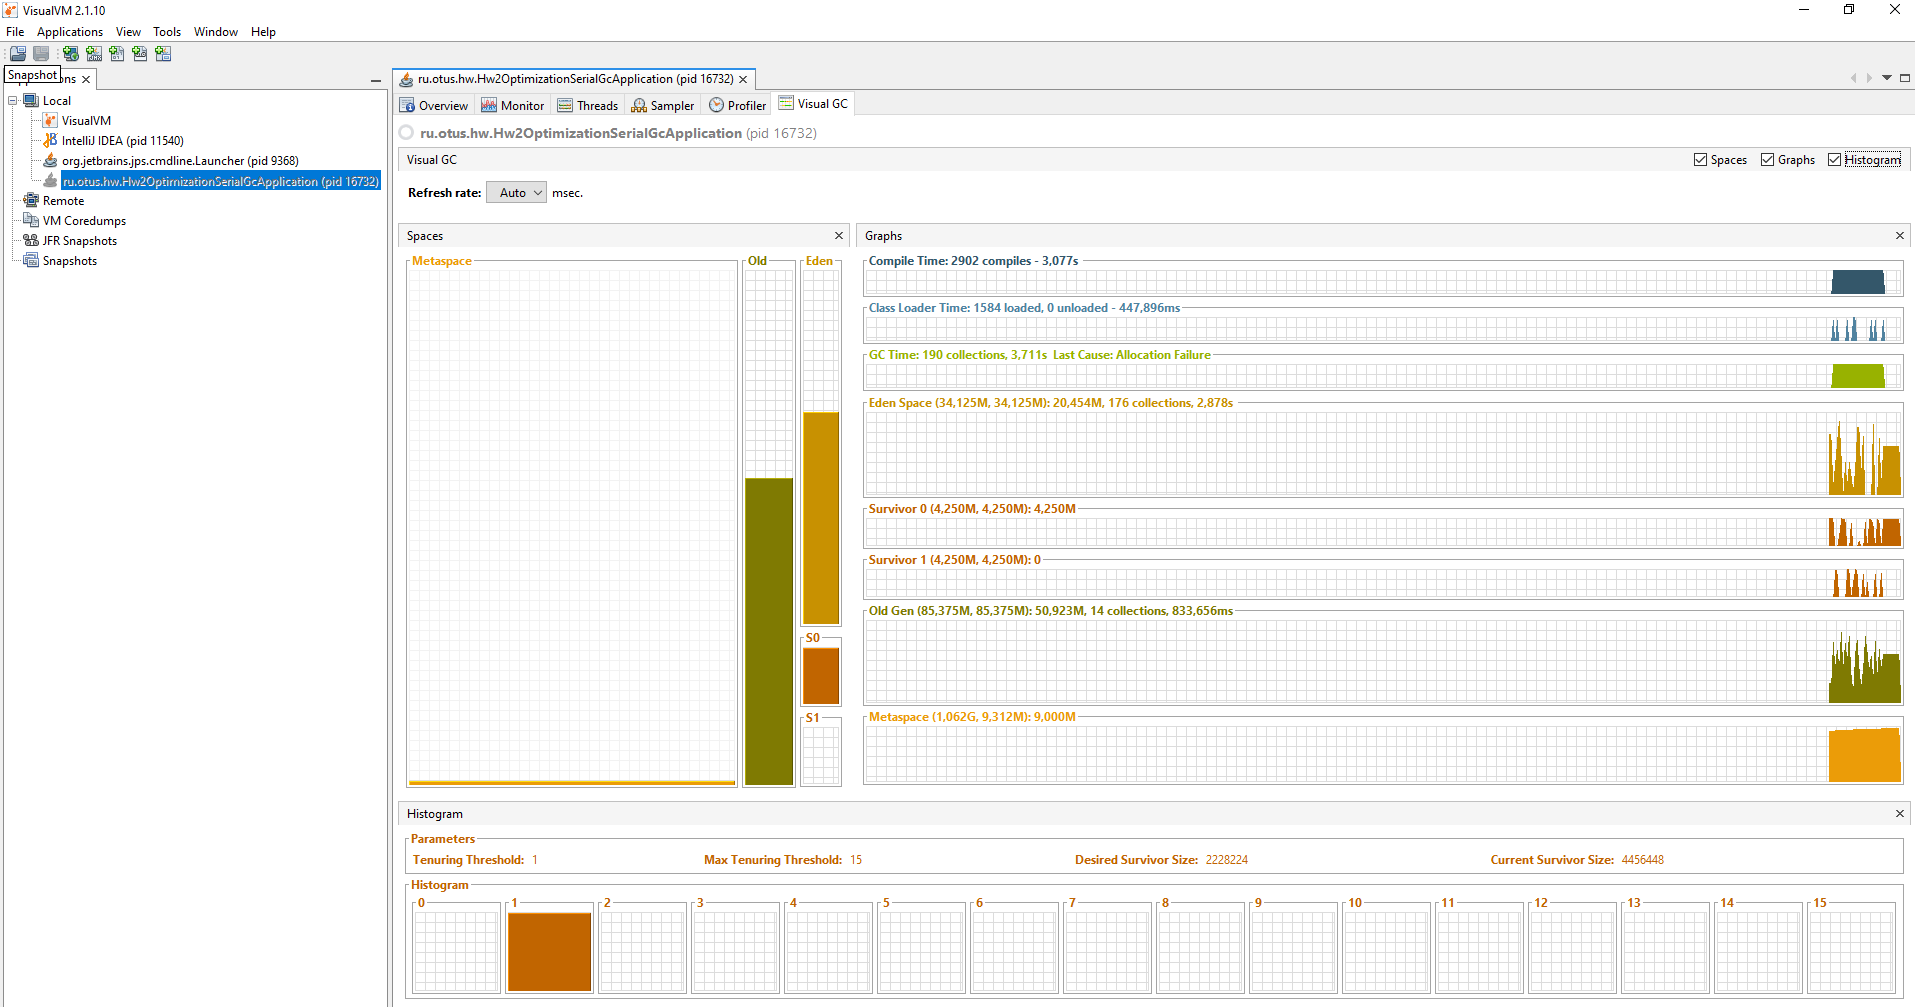 VisualVM 2.1.10
File Applications View Tools Window Help
Snapshot ons
Local
VisualVM
IntelliJ IDEA (pid 11540)
org.jetbrains.jps.cmdline.Launcher (pid 9368)
ru.otus.hw.Hw2OptimizationSerialGcApplication (pid 16732)
Remote
VM Coredumps
JFR Snapshots
Snapshots
ru.otus.hw.Hw2OptimizationSerialGcApplication (pid 16732)
Overview Monitor Threads Sampler Profiler Visual GC
ru.otus.hw.Hw2OptimizationSerialGcApplication (pid 16732)
Visual GC Spaces Graphs Histogram
Refresh rate: Auto msec.
Spaces
Metaspace Old Eden
S0
S1
Graphs
Compile Time: 2902 compiles - 3,077s
Class Loader Time: 1584 loaded, 0 unloaded - 447,896ms
GC Time: 190 collections, 3,711s Last Cause: Allocation Failure
Eden Space (34,125M, 34,125M): 20,454M, 176 collections, 2,878s
Survivor 0 (4,250M, 4,250M): 4,250M
Survivor 1 (4,250M, 4,250M): 0
Old Gen (85,375M, 85,375M): 50,923M, 14 collections, 833,656ms
Metaspace (1,062G, 9,312M): 9,000M
Histogram
Parameters
Tenuring Threshold: 1 Max Tenuring Threshold: 15 Desired Survivor Size: 2228224 Current Survivor Size: 4456448
Histogram
0 1 2 3 4 5 6 7 8 9 10 11 12 13 14 15